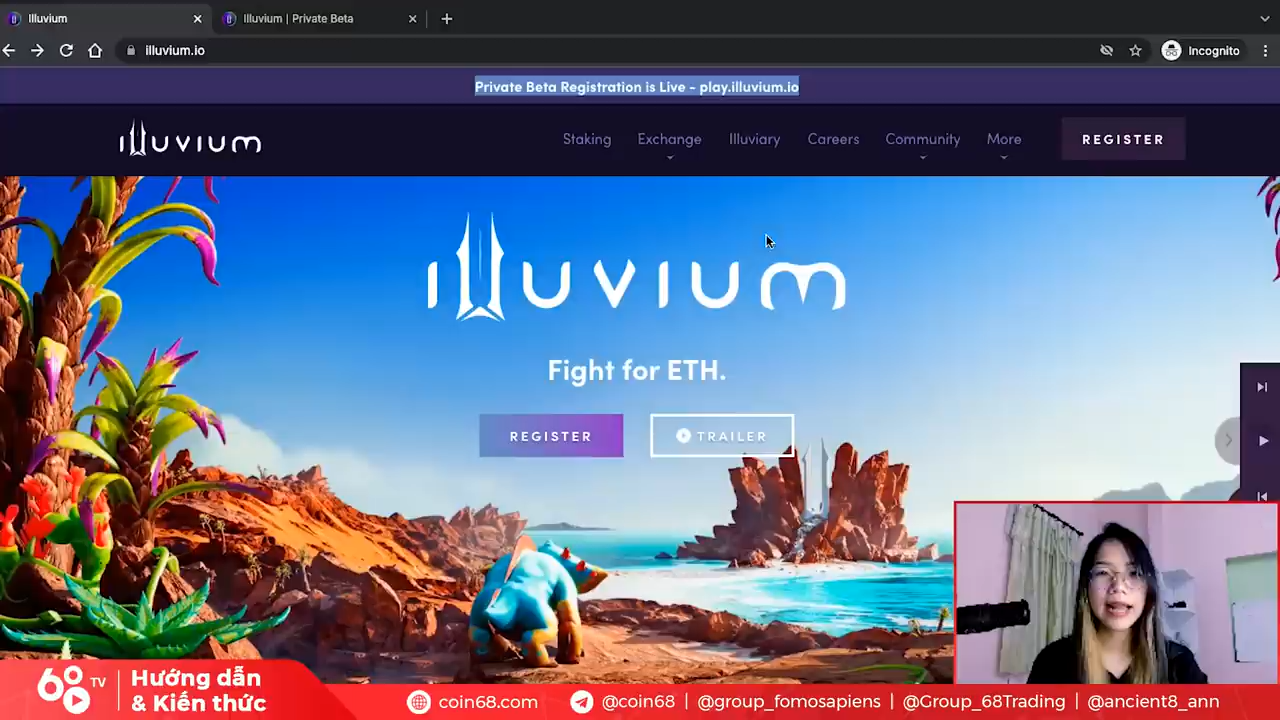 Illuvium
Illuvium | Private Beta
illuvium.io
Incognito
Private Beta Registration is Live - play.illuvium.io
ILLUVIUM
Staking
Exchange
Illuviary
Careers
Community
More
REGISTER
ILLUVIUM
Fight for ETH.
REGISTER
TRAILER
68 TV
Hướng dẫn
& Kiến thức
coin68.com
@coin68 | @group_fomosapiens | @Group_68Trading | @ancient8_ann